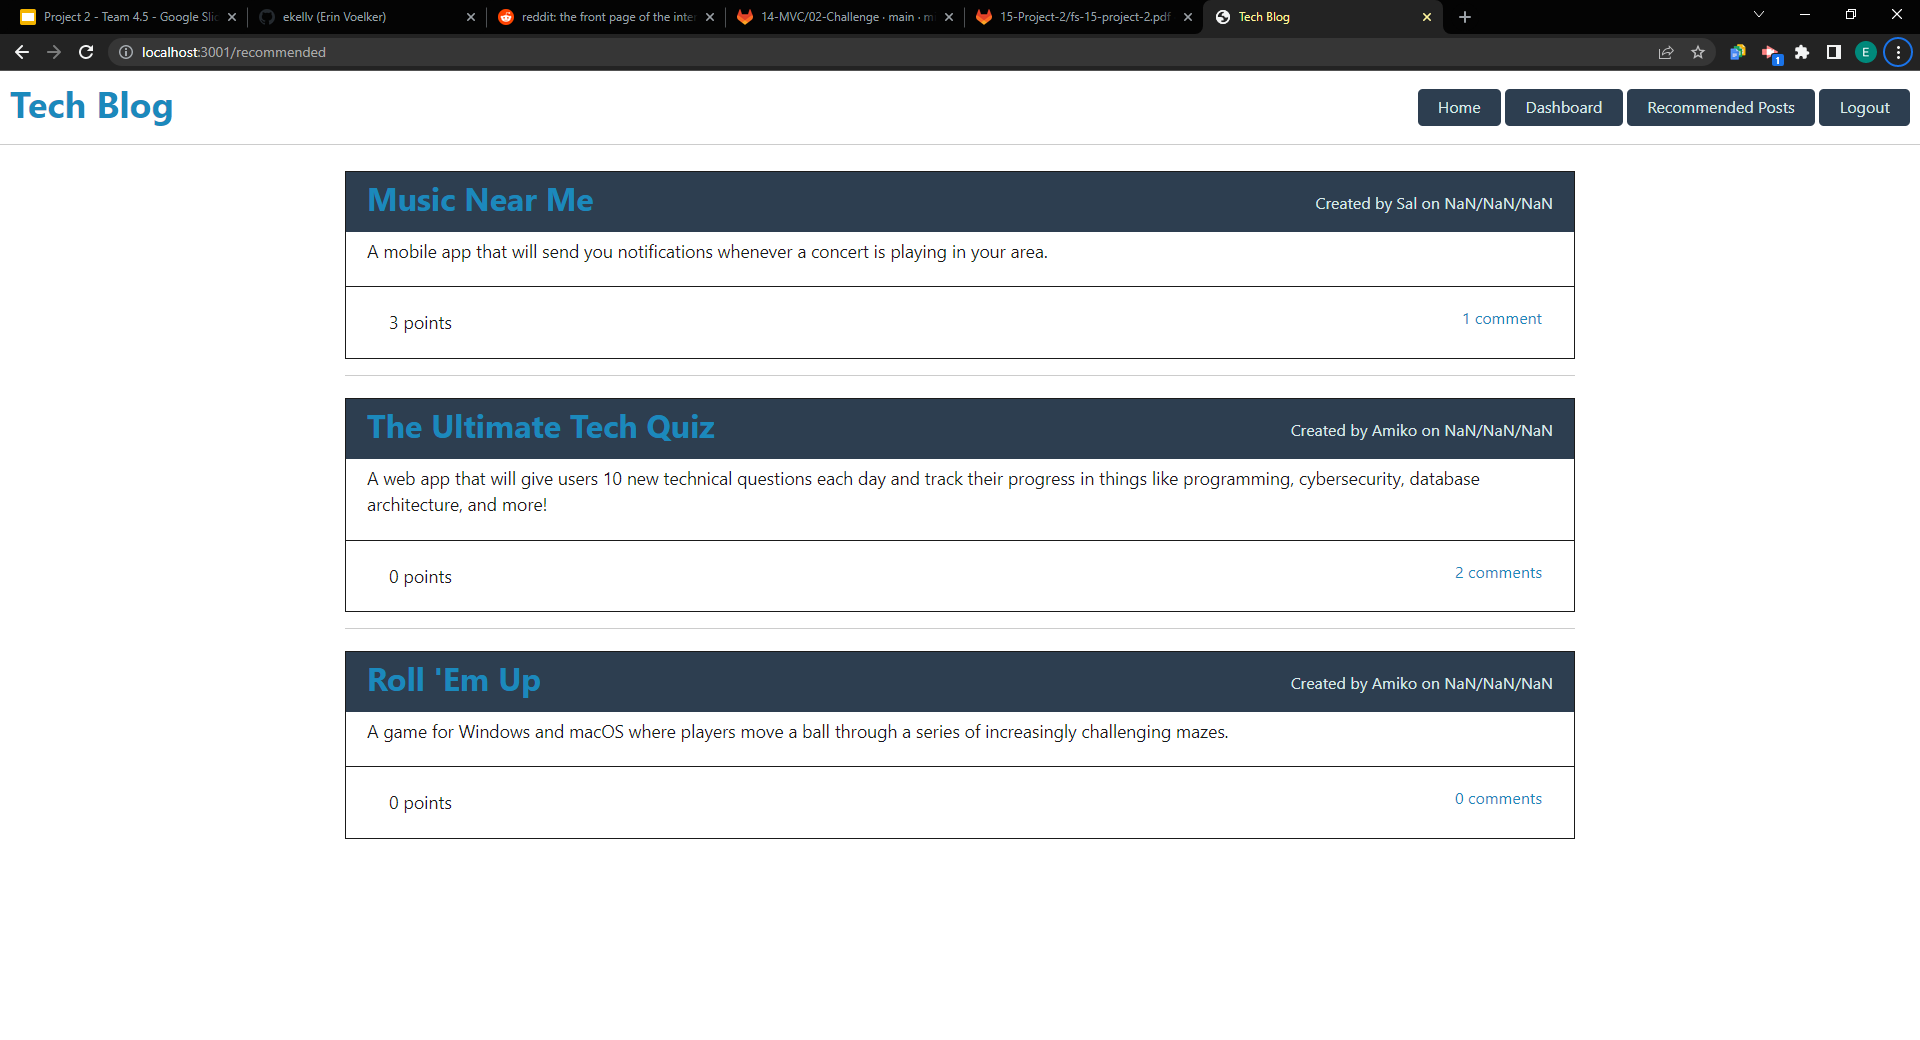 Project 2 - Team 4.5 - Google Slic
ekellv (Erin Voelker)
reddit: the front page of the inter
14-MVC/02-Challenge · main · m
15-Project-2/fs-15-project-2.pdf
Tech Blog
localhost:3001/recommended
1
E
Tech Blog
Home
Dashboard
Recommended Posts
Logout
Music Near Me
Created by Sal on NaN/NaN/NaN
A mobile app that will send you notifications whenever a concert is playing in your area.
3 points
1 comment
The Ultimate Tech Quiz
Created by Amiko on NaN/NaN/NaN
A web app that will give users 10 new technical questions each day and track their progress in things like programming, cybersecurity, database
architecture, and more!
0 points
2 comments
Roll 'Em Up
Created by Amiko on NaN/NaN/NaN
A game for Windows and macOS where players move a ball through a series of increasingly challenging mazes.
0 points
0 comments